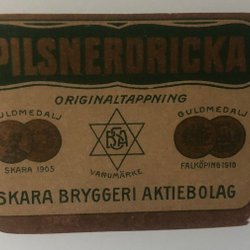 PILSNERDRICKA
ORIGINALTAPPNING
GULDMEDALJ
GULDMEDALJ
SKARA 1905
VARUMÄRKE
FALKÖPING 1910
SKARA BRYGGERI AKTIEBOLAG